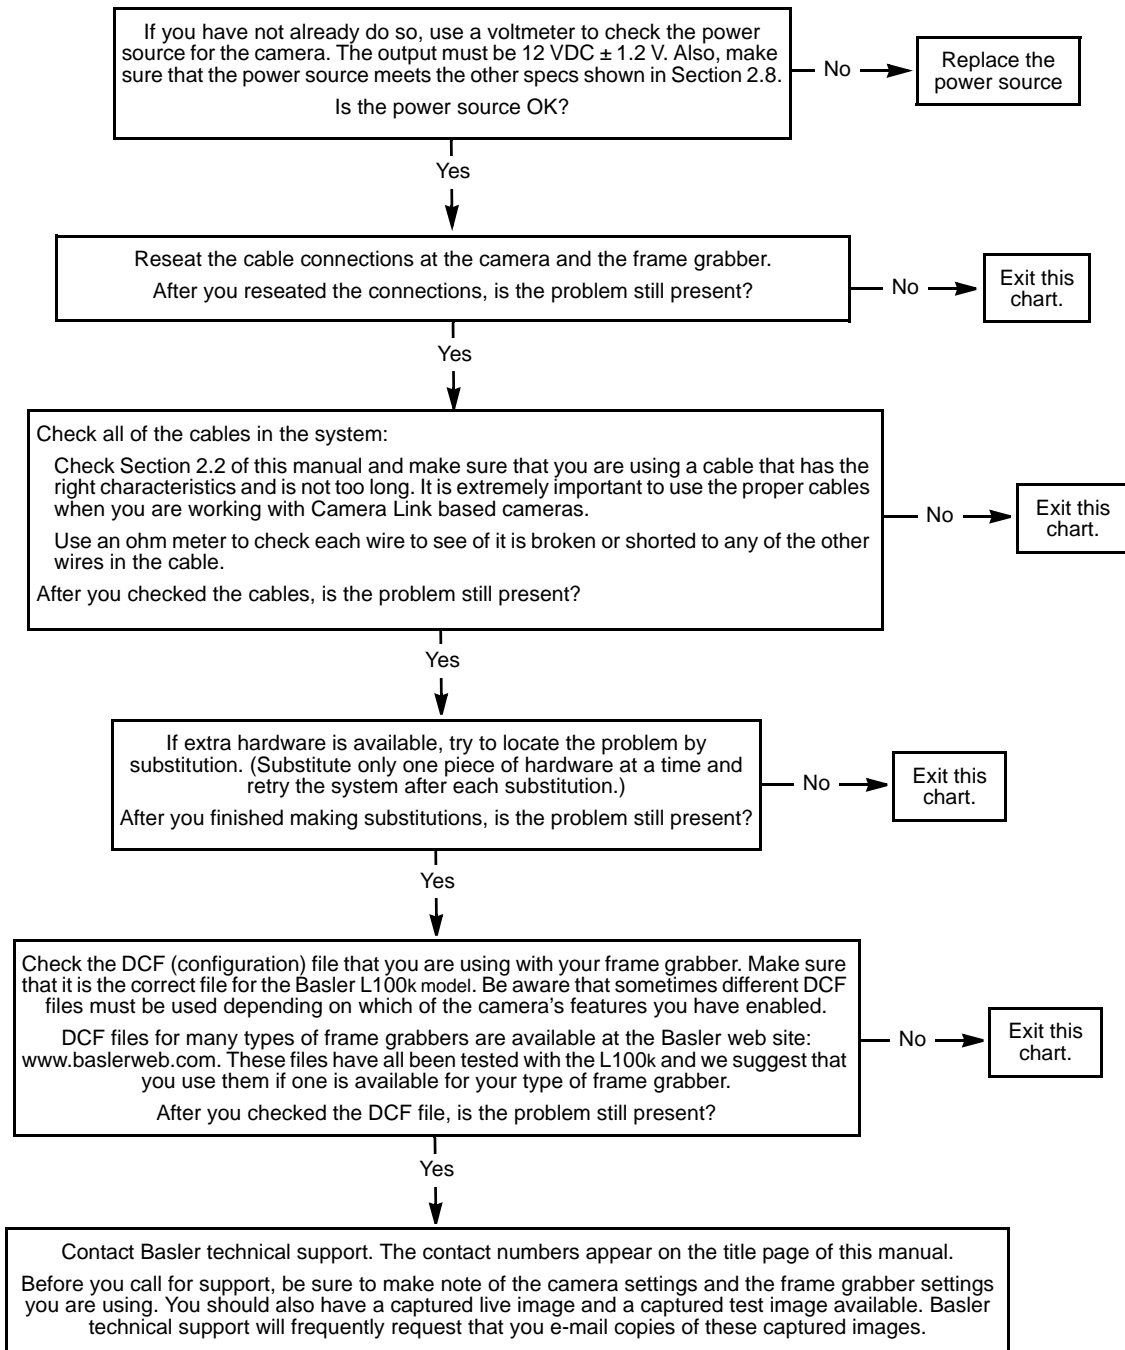 If you have not already do so, use a voltmeter to check the power
source for the camera. The output must be 12 VDC ± 1.2 V. Also, make
sure that the power source meets the other specs shown in Section 2.8.
Is the power source OK?
No
Replace the
power source
Yes
Reseat the cable connections at the camera and the frame grabber.
After you reseated the connections, is the problem still present?
No
Exit this
chart.
Yes
Check all of the cables in the system:
Check Section 2.2 of this manual and make sure that you are using a cable that has the
right characteristics and is not too long. It is extremely important to use the proper cables
when you are working with Camera Link based cameras.
Use an ohm meter to check each wire to see of it is broken or shorted to any of the other
wires in the cable.
After you checked the cables, is the problem still present?
No
Exit this
chart.
Yes
If extra hardware is available, try to locate the problem by
substitution. (Substitute only one piece of hardware at a time and
retry the system after each substitution.)
After you finished making substitutions, is the problem still present?
No
Exit this
chart.
Yes
Check the DCF (configuration) file that you are using with your frame grabber. Make sure
that it is the correct file for the Basler L100k model. Be aware that sometimes different DCF
files must be used depending on which of the camera's features you have enabled.
DCF files for many types of frame grabbers are available at the Basler web site:
www.baslerweb.com. These files have all been tested with the L100k and we suggest that
you use them if one is available for your type of frame grabber.
After you checked the DCF file, is the problem still present?
No
Exit this
chart.
Yes
Contact Basler technical support. The contact numbers appear on the title page of this manual.
Before you call for support, be sure to make note of the camera settings and the frame grabber settings
you are using. You should also have a captured live image and a captured test image available. Basler
technical support will frequently request that you e-mail copies of these captured images.